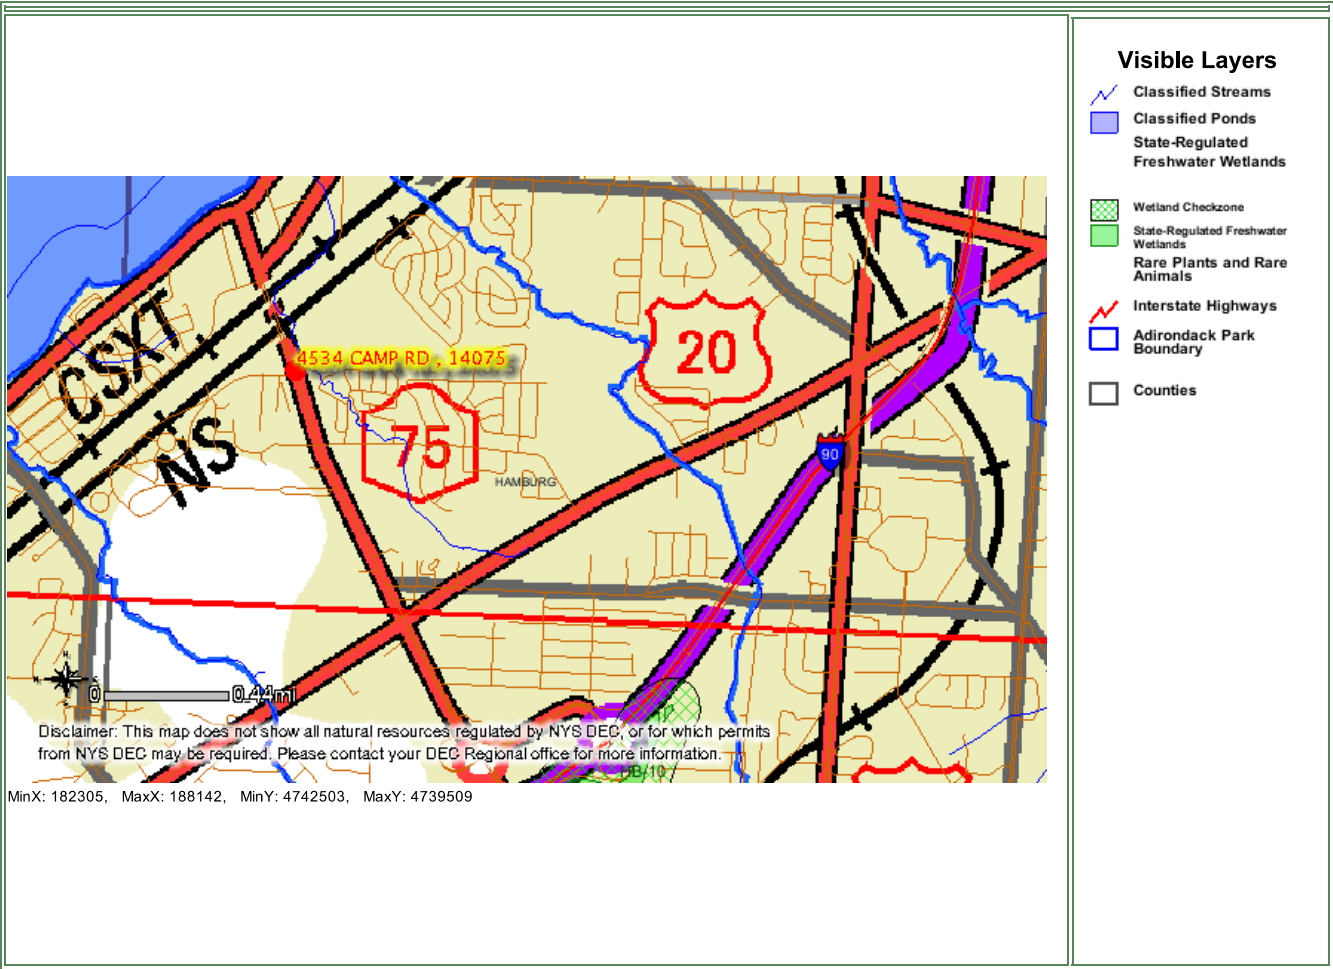 Visible Layers
Classified Streams
Classified Ponds
State-Regulated
Freshwater Wetlands
Wetland Checkzone
State-Regulated Freshwater
Wetlands
Rare Plants and Rare
Animals
Interstate Highways
Adirondack Park
Boundary
Counties
CSXT
NS
4534 CAMP RD , 14075
20
75
90
HAMBURG
0 0.44mi
HB/10
Disclaimer: This map does not show all natural resources regulated by NYS DEC, or for which permits
from NYS DEC may be required. Please contact your DEC Regional office for more information.
MinX: 182305, MaxX: 188142, MinY: 4742503, MaxY: 4739509